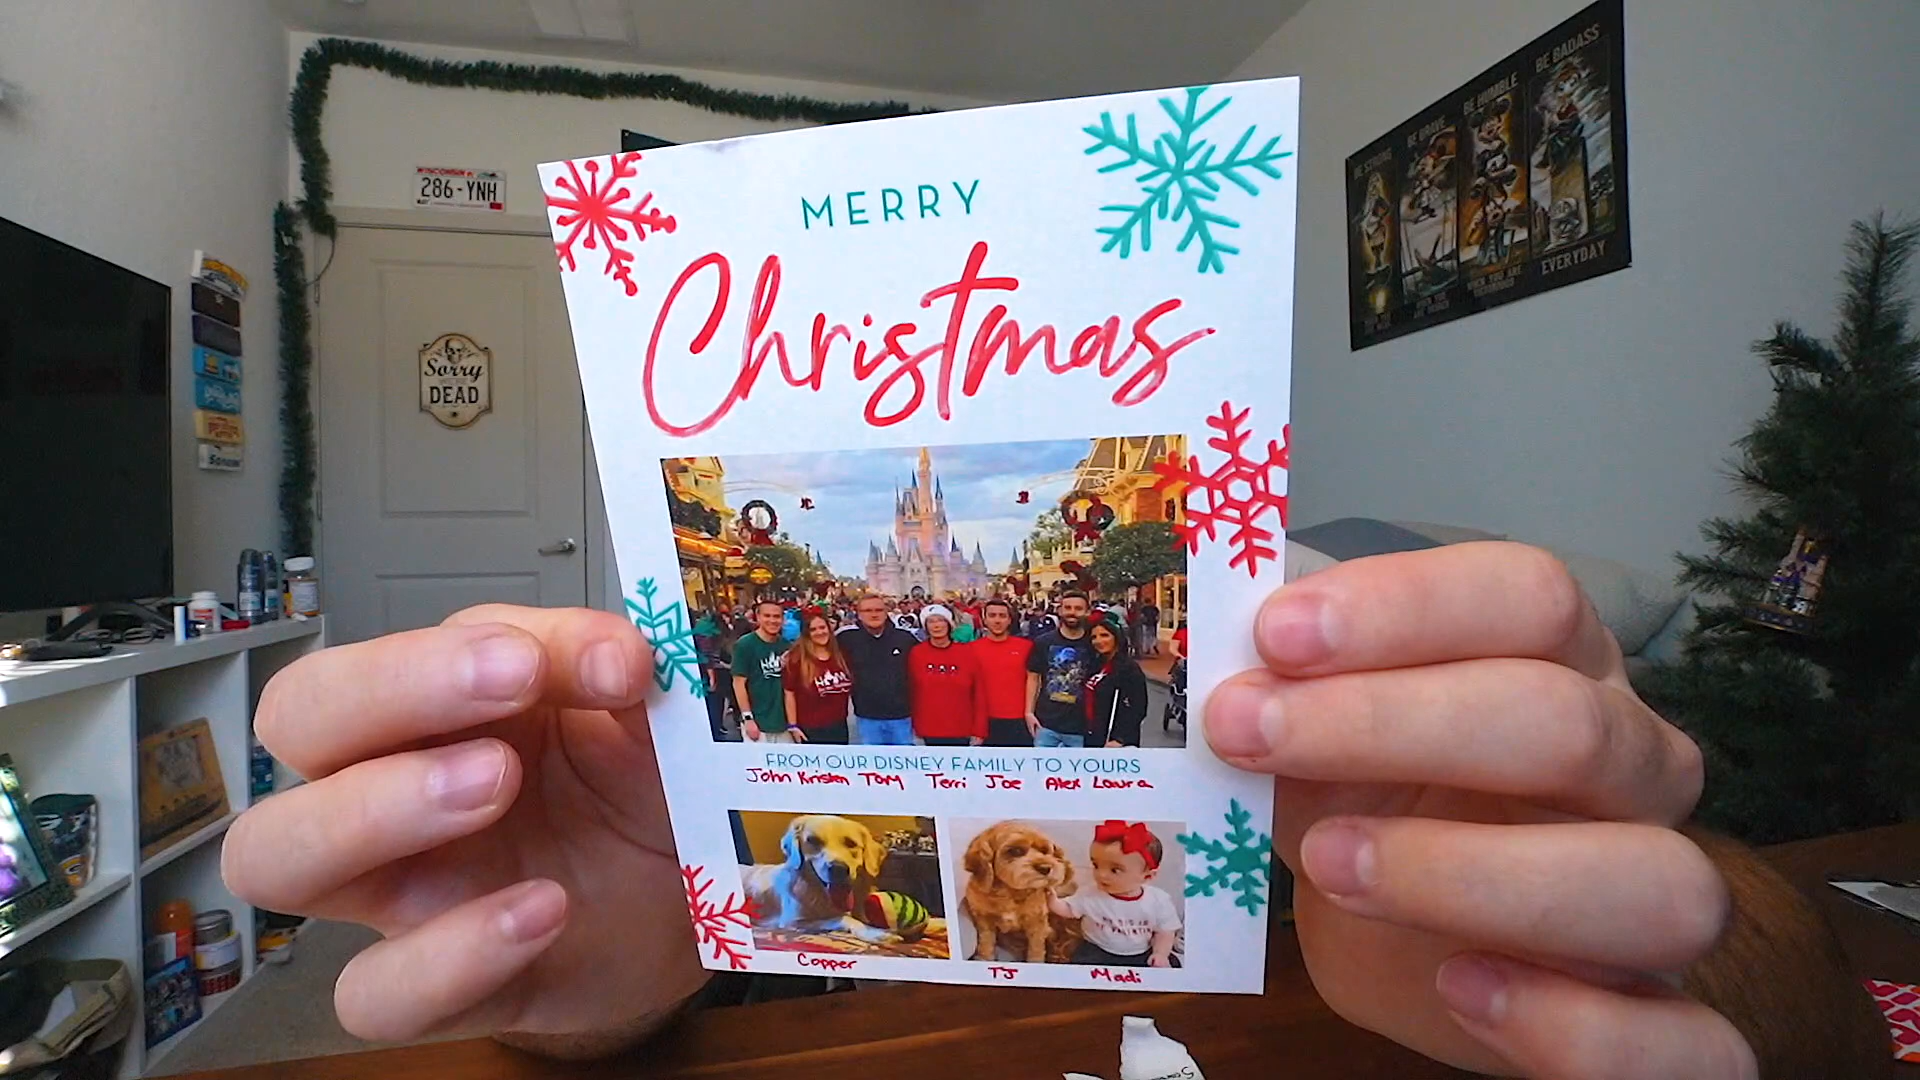 MERRY
Christmas
FROM OUR DISNEY FAMILY TO YOURS
John Kristen Tom Terri Joe Alex Laura
Copper
TJ Madi
WISCONSIN
286-YNH
Sorry
DEAD
BE STRONG
BE BRAVE
BE HUMBLE
BE BADASS
EVERYDAY